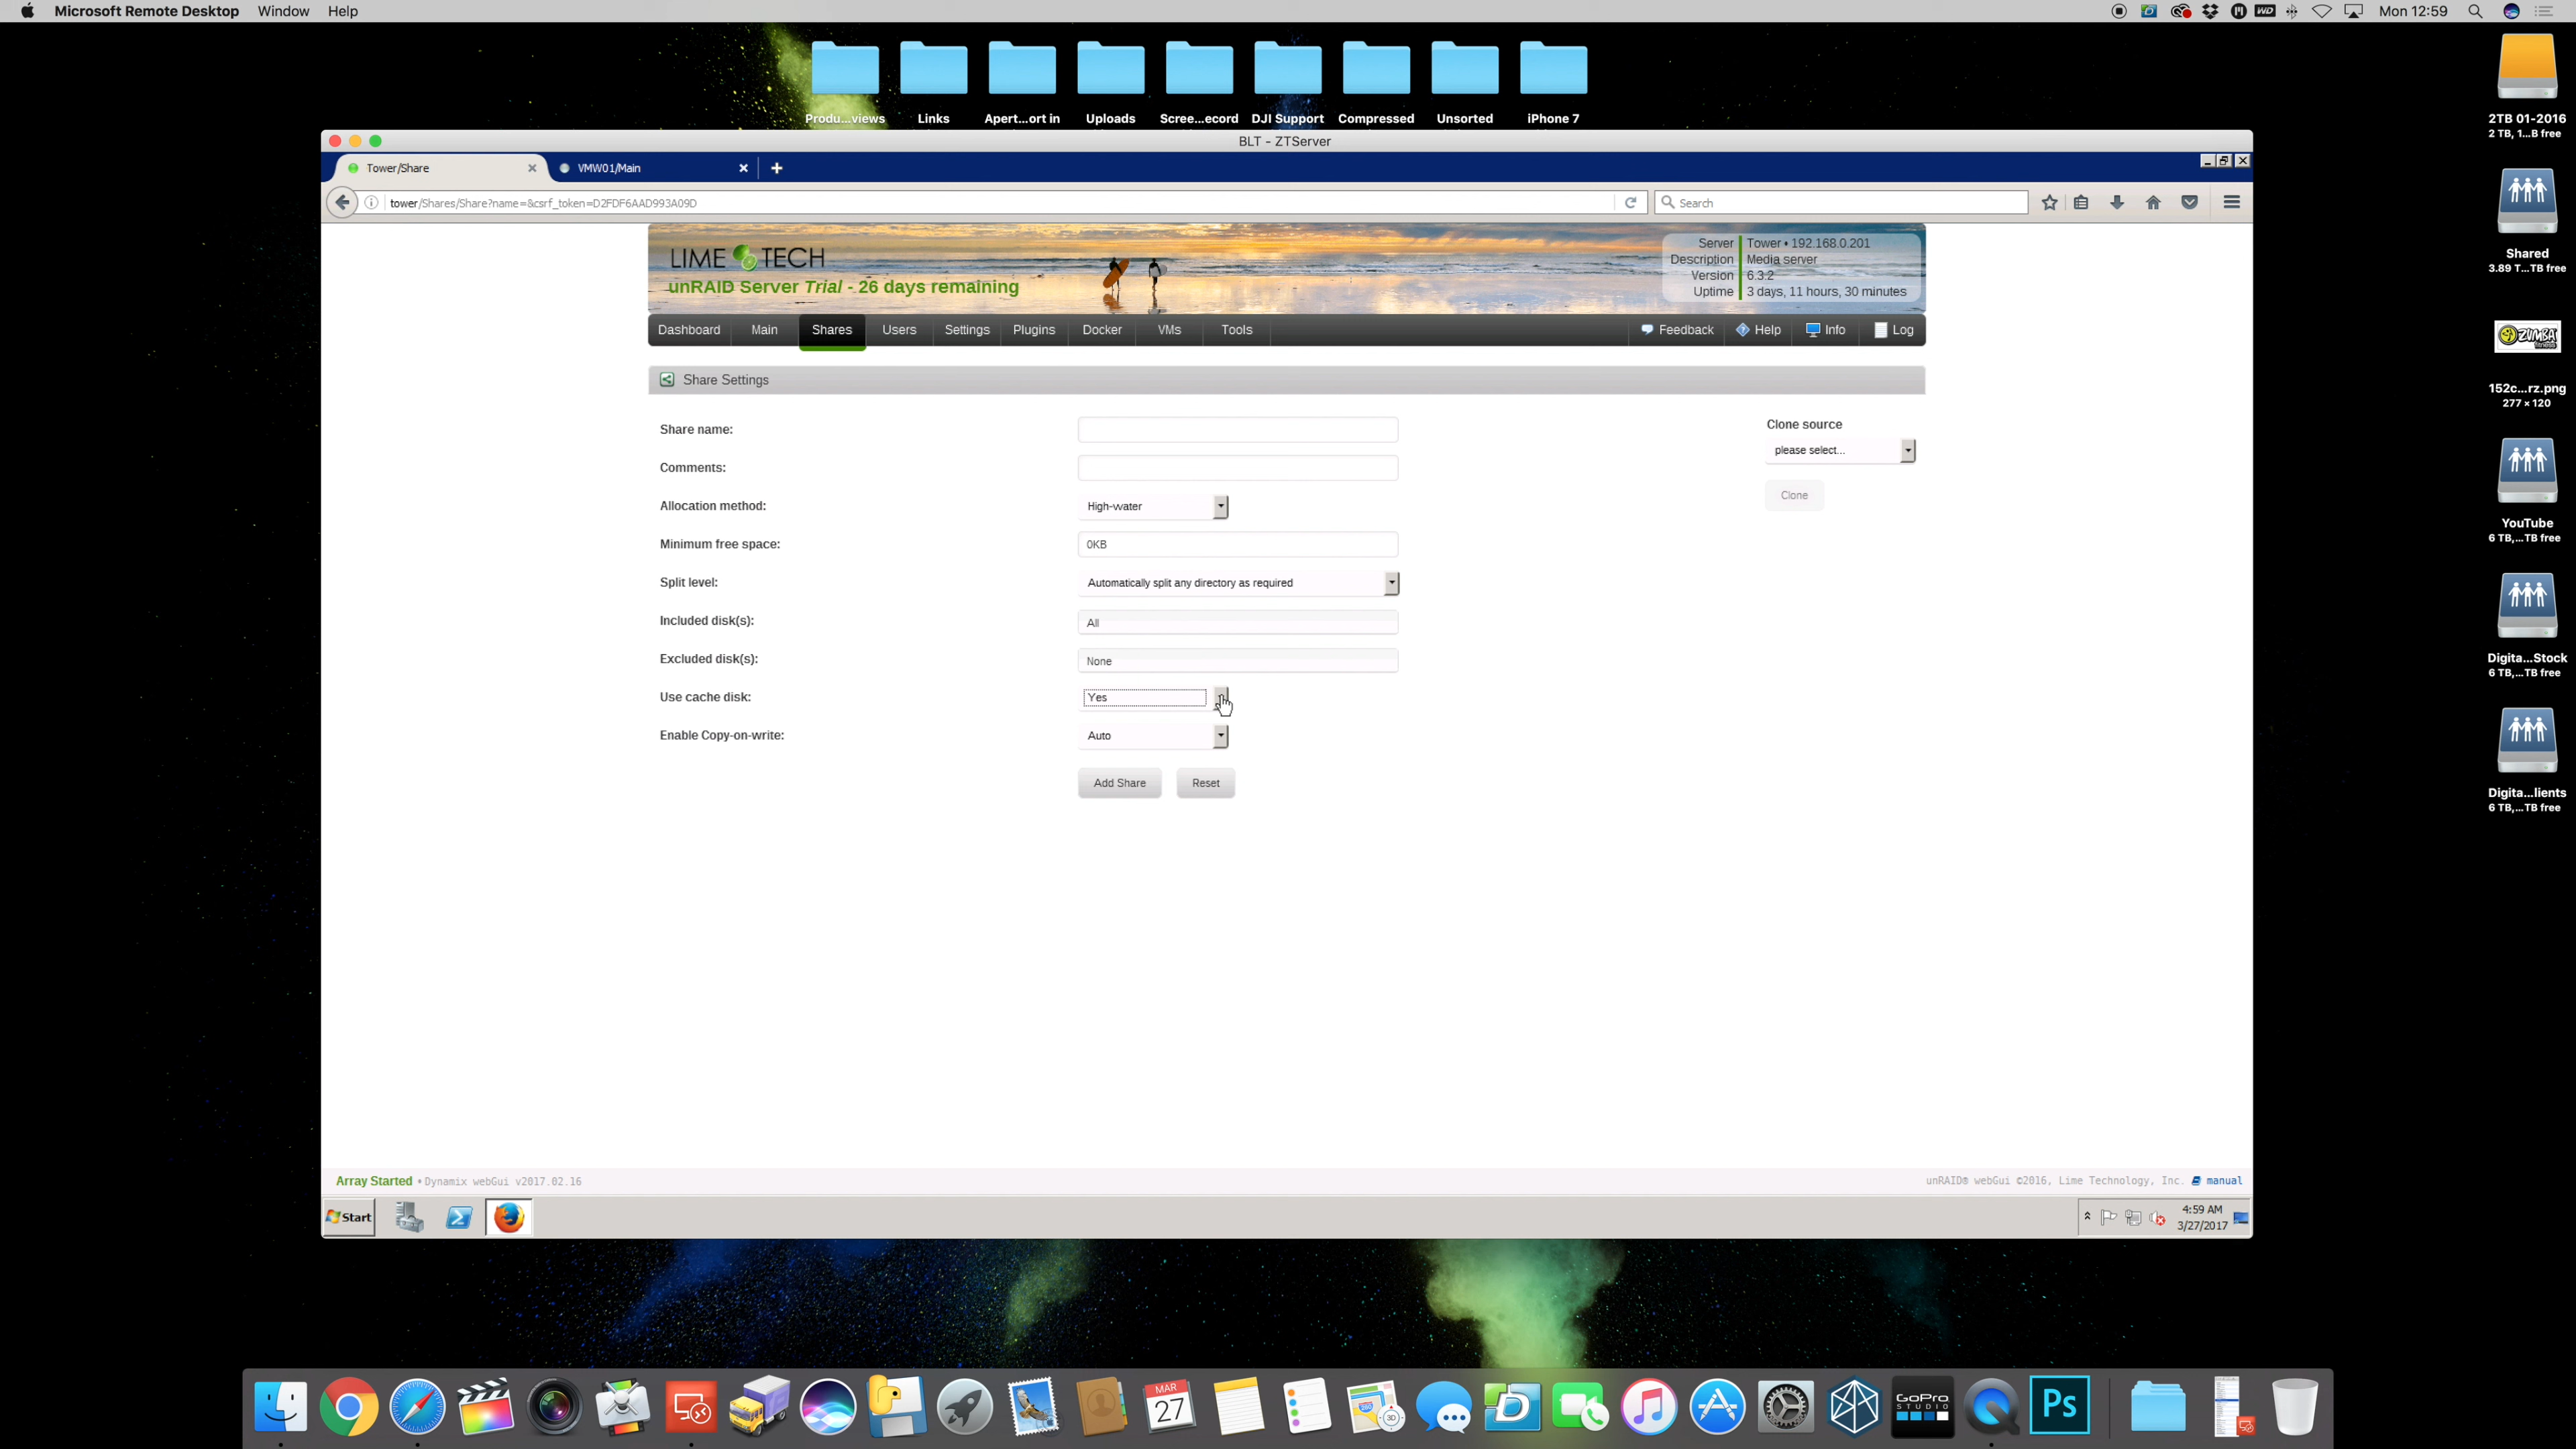 Microsoft Remote Desktop Window Help
WD Mon 12:59
Produ...views Links Apert...ort in Uploads Scree...ecord DJI Support Compressed Unsorted iPhone 7
2TB 01-2016
2 TB, 1...B free
Shared
3.89 T...TB free
ZUMBA
fitness
152c...rz.png
277 × 120
YouTube
6 TB,...TB free
Digita...Stock
6 TB,...TB free
Digita...lients
6 TB,...TB free
BLT - ZTServer
Tower/Share VMW01/Main
tower/Shares/Share?name=&csrf_token=D2FDF6AAD993A09D
Search
LIME TECH
unRAID Server Trial - 26 days remaining
Server Tower • 192.168.0.201
Description Media server
Version 6.3.2
Uptime 3 days, 11 hours, 30 minutes
Dashboard Main Shares Users Settings Plugins Docker VMs Tools Feedback Help Info Log
Share Settings
Share name:
Comments:
Allocation method: High-water
Minimum free space: 0KB
Split level: Automatically split any directory as required
Included disk(s): All
Excluded disk(s): None
Use cache disk: Yes
Enable Copy-on-write: Auto
Add Share Reset
Clone source
please select...
Clone
Array Started • Dynamix webGui v2017.02.16
unRAID® webGui ©2016, Lime Technology, Inc. manual
Start
4:59 AM
3/27/2017
MAR
27
3D
GoPro
STUDIO
Ps